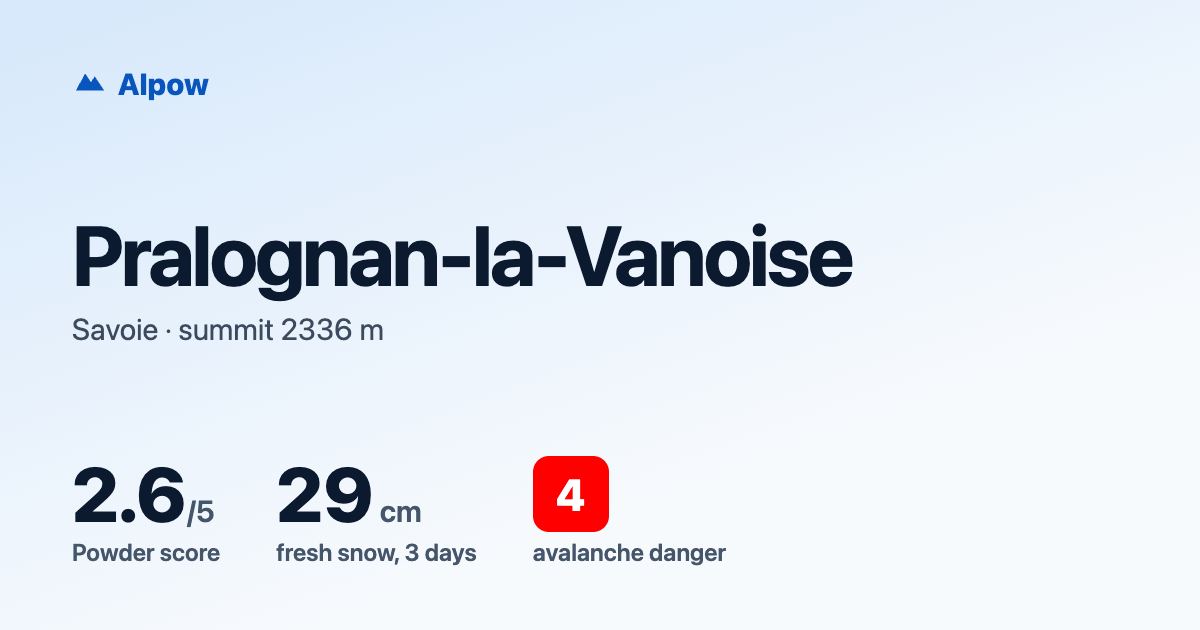 Alpow
Pralognan-la-Vanoise
Savoie · summit 2336 m
2.6/5
Powder score
29 cm
fresh snow, 3 days
4
avalanche danger